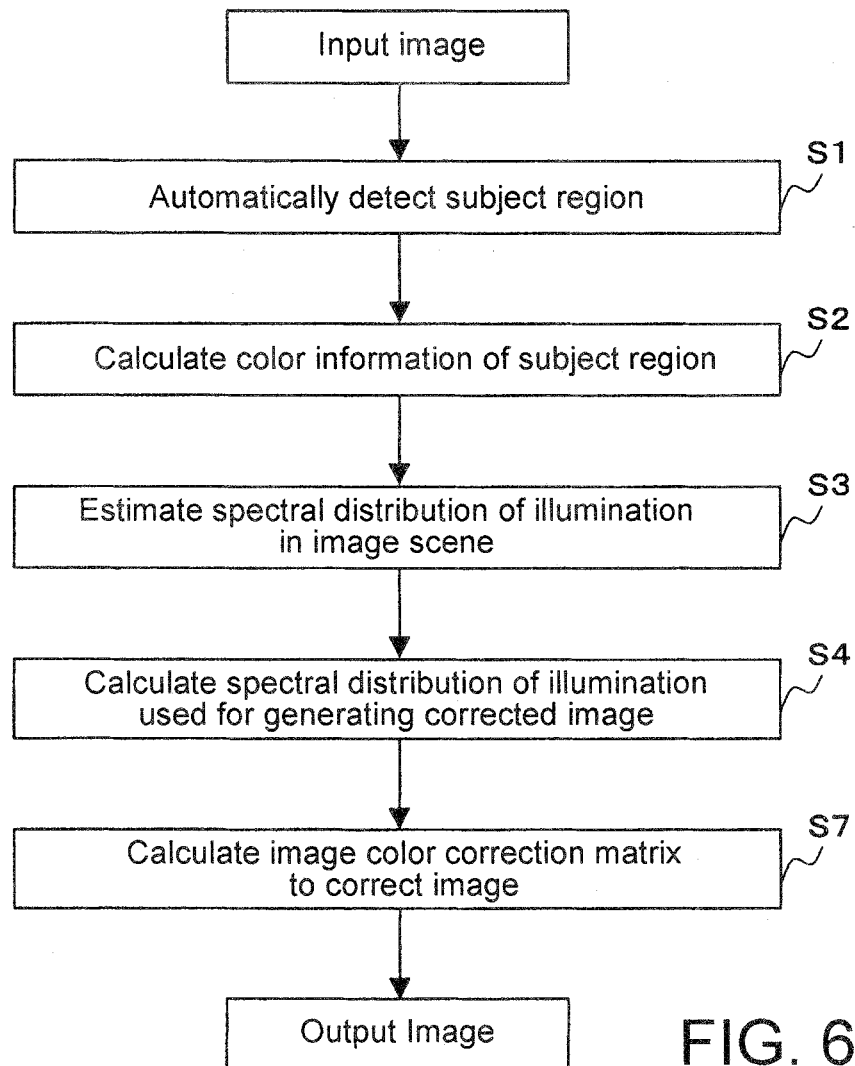 Input image
S1
Automatically detect subject region
S2
Calculate color information of subject region
S3
Estimate spectral distribution of illumination
in image scene
S4
Calculate spectral distribution of illumination
used for generating corrected image
S7
Calculate image color correction matrix
to correct image
Output Image
FIG. 6